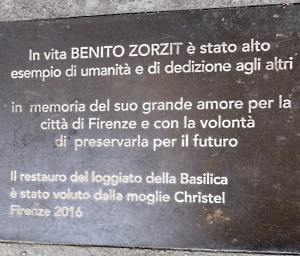 In vita BENITO ZORZIT è stato alto
esempio di umanità e di dedizione agli altri
in memoria del suo grande amore per la
città di Firenze e con la volontà
di preservarla per il futuro
Il restauro del loggiato della Basilica
è stato voluto dalla moglie Christel
Firenze 2016